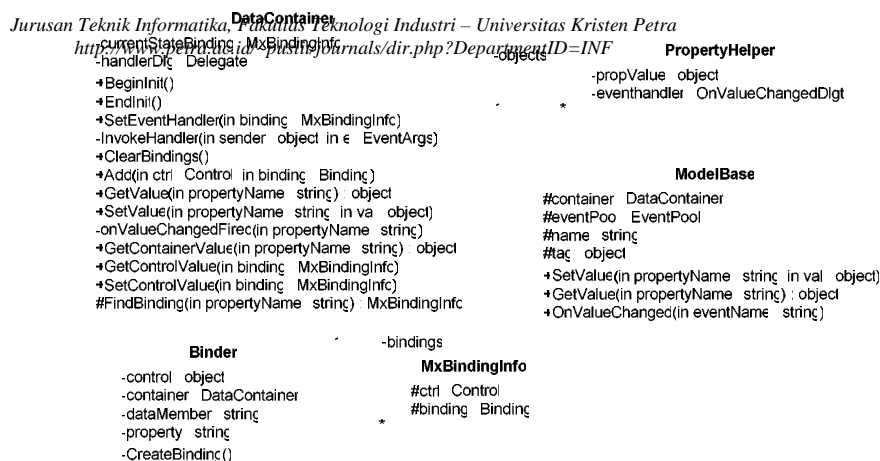 DataContainer
Jurusan Teknik Informatika, Fakultas Teknologi Industri – Universitas Kristen Petra
-currentStateBinding MxBindingInfo
http://www.petra.ac.id/~puslit/journals/dir.php?DepartmentID=INF
-handlerDlg Delegate
+BeginInit()
+EndInit()
+SetEventHandler(in binding MxBindingInfo)
-InvokeHandler(in sender object in e EventArgs)
+ClearBindings()
+Add(in ctrl Control in binding Binding)
+GetValue(in propertyName string) : object
+SetValue(in propertyName string in val object)
-onValueChangedFired(in propertyName string)
+GetContainerValue(in propertyName string) : object
+GetControlValue(in binding MxBindingInfo)
+SetControlValue(in binding MxBindingInfo)
#FindBinding(in propertyName string) : MxBindingInfo
-objects
*
PropertyHelper
-propValue object
-eventhandler OnValueChangedDlgt
ModelBase
#container DataContainer
#eventPool EventPool
#name string
#tag object
+SetValue(in propertyName string in val object)
+GetValue(in propertyName string) : object
+OnValueChanged(in eventName string)
Binder
-control object
-container DataContainer
-dataMember string
-property string
-CreateBinding()
-bindings
*
MxBindingInfo
#ctrl Control
#binding Binding